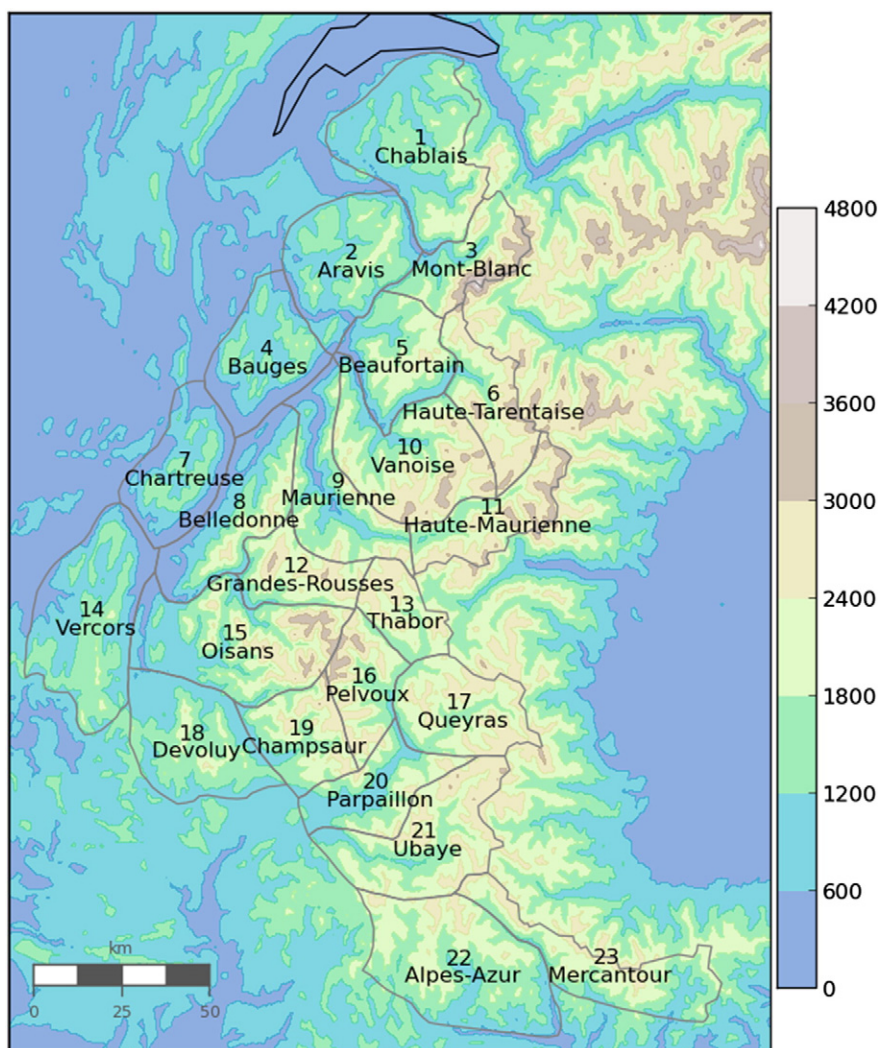 1
Chablais
2
Aravis
3
Mont-Blanc
4
Bauges
5
Beaufortain
6
Haute-Tarentaise
7
Chartreuse
8
Belledonne
9
Maurienne
10
Vanoise
11
Haute-Maurienne
12
Grandes-Rousses
13
Thabor
14
Vercors
15
Oisans
16
Pelvoux
17
Queyras
18
Devoluy
19
Champsaur
20
Parpaillon
21
Ubaye
22
Alpes-Azur
23
Mercantour
km
0 25 50
4800
4200
3600
3000
2400
1800
1200
600
0